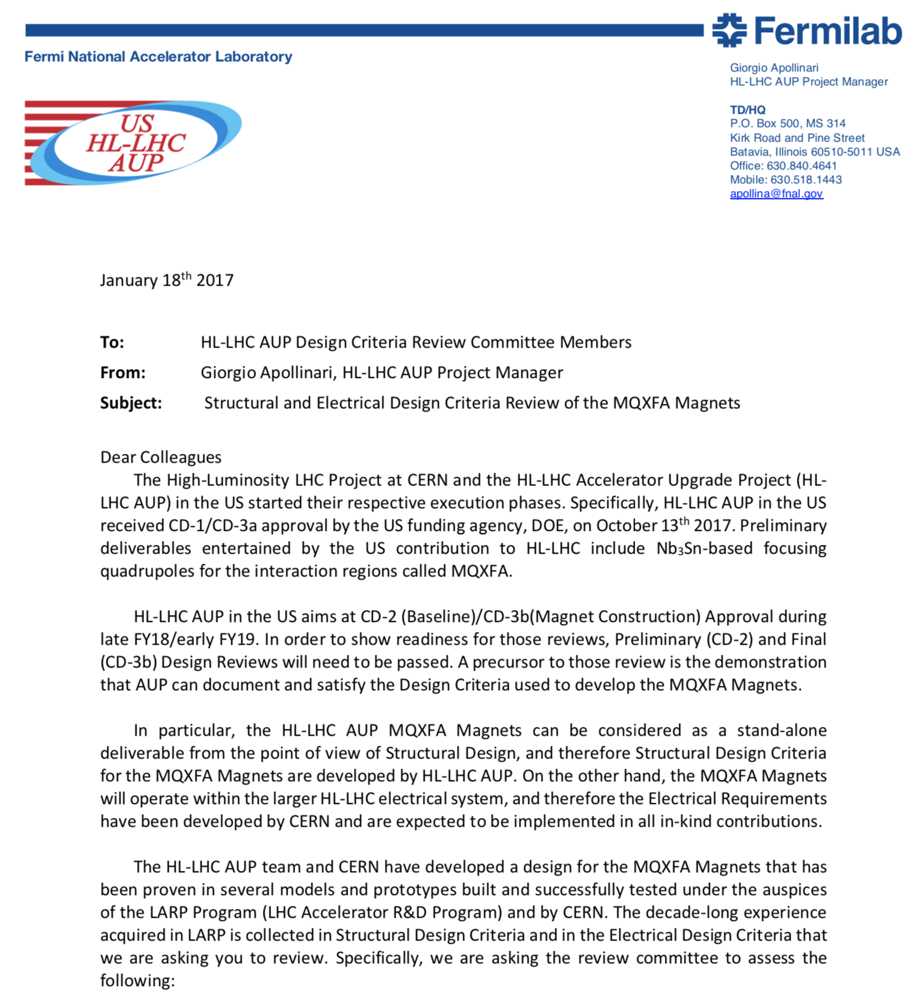 Fermilab
Fermi National Accelerator Laboratory
Giorgio Apollinari
HL-LHC AUP Project Manager
TD/HQ
P.O. Box 500, MS 314
Kirk Road and Pine Street
Batavia, Illinois 60510-5011 USA
Office: 630.840.4641
Mobile: 630.518.1443
apollina@fnal.gov
US
HL-LHC
AUP
January 18th 2017
To: HL-LHC AUP Design Criteria Review Committee Members
From: Giorgio Apollinari, HL-LHC AUP Project Manager
Subject: Structural and Electrical Design Criteria Review of the MQXFA Magnets
Dear Colleagues
The High-Luminosity LHC Project at CERN and the HL-LHC Accelerator Upgrade Project (HL-
LHC AUP) in the US started their respective execution phases. Specifically, HL-LHC AUP in the US
received CD-1/CD-3a approval by the US funding agency, DOE, on October 13th 2017. Preliminary
deliverables entertained by the US contribution to HL-LHC include Nb₃Sn-based focusing
quadrupoles for the interaction regions called MQXFA.
HL-LHC AUP in the US aims at CD-2 (Baseline)/CD-3b(Magnet Construction) Approval during
late FY18/early FY19. In order to show readiness for those reviews, Preliminary (CD-2) and Final
(CD-3b) Design Reviews will need to be passed. A precursor to those review is the demonstration
that AUP can document and satisfy the Design Criteria used to develop the MQXFA Magnets.
In particular, the HL-LHC AUP MQXFA Magnets can be considered as a stand-alone
deliverable from the point of view of Structural Design, and therefore Structural Design Criteria
for the MQXFA Magnets are developed by HL-LHC AUP. On the other hand, the MQXFA Magnets
will operate within the larger HL-LHC electrical system, and therefore the Electrical Requirements
have been developed by CERN and are expected to be implemented in all in-kind contributions.
The HL-LHC AUP team and CERN have developed a design for the MQXFA Magnets that has
been proven in several models and prototypes built and successfully tested under the auspices
of the LARP Program (LHC Accelerator R&D Program) and by CERN. The decade-long experience
acquired in LARP is collected in Structural Design Criteria and in the Electrical Design Criteria that
we are asking you to review. Specifically, we are asking the review committee to assess the
following: